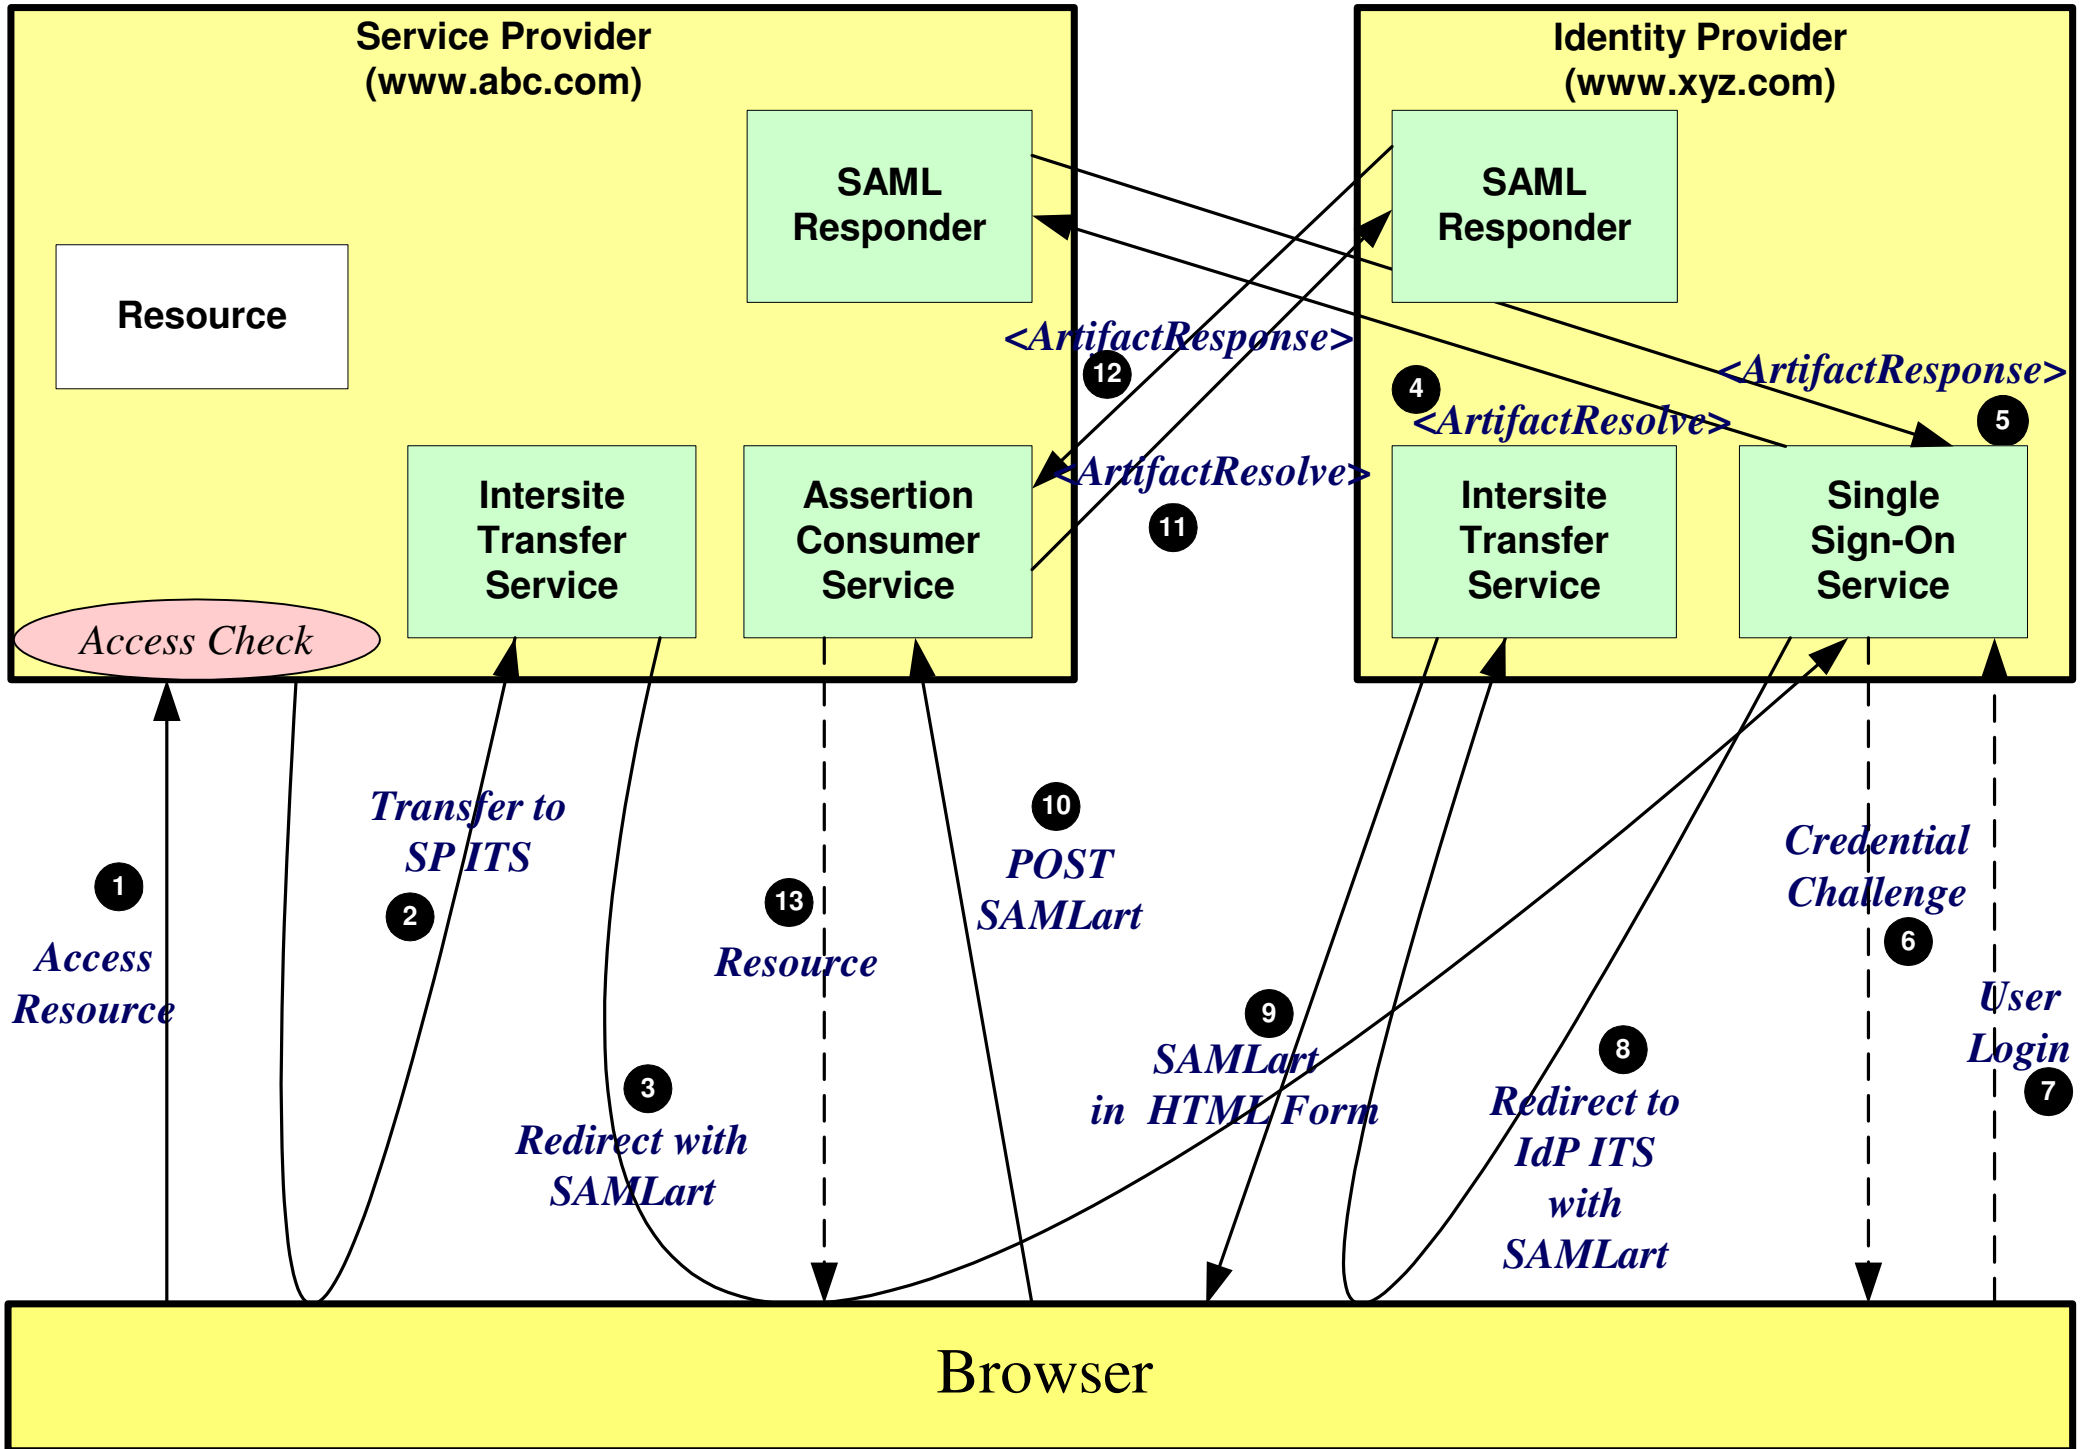 Service Provider
(www.abc.com)
Identity Provider
(www.xyz.com)
SAML
Responder
SAML
Responder
Resource
<ArtifactResponse>
12
4
<ArtifactResponse>
5
<ArtifactResolve>
<ArtifactResolve>
11
Intersite
Transfer
Service
Assertion
Consumer
Service
Intersite
Transfer
Service
Single
Sign-On
Service
Access Check
Transfer to
SP ITS
2
1
Access
Resource
10
POST
SAMLart
13
Resource
Credential
Challenge
6
User
Login
7
9
SAMLart
in HTML Form
8
Redirect to
IdP ITS
with
SAMLart
3
Redirect with
SAMLart
Browser